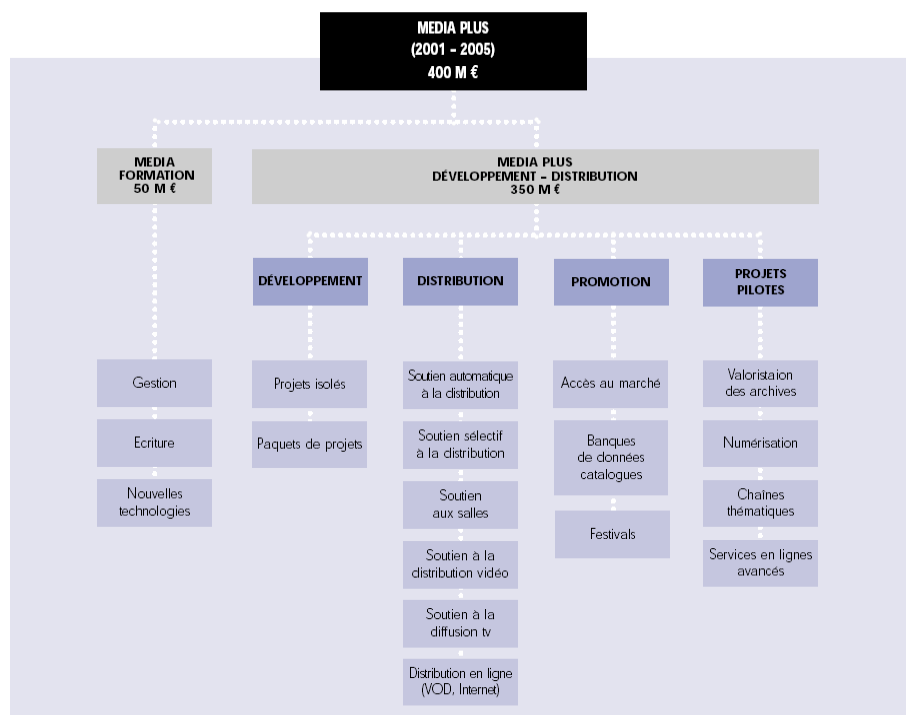 MEDIA PLUS
(2001 – 2005)
400 M €
MEDIA
FORMATION
50 M €
MEDIA PLUS
DÉVELOPPEMENT – DISTRIBUTION
350 M €
DÉVELOPPEMENT
DISTRIBUTION
PROMOTION
PROJETS
PILOTES
Gestion
Ecriture
Nouvelles
technologies
Projets isolés
Paquets de projets
Soutien automatique
à la distribution
Soutien sélectif
à la distribution
Soutien
aux salles
Soutien à la
distribution vidéo
Soutien à la
diffusion tv
Distribution en ligne
(VOD, Internet)
Accès au marché
Banques
de données
catalogues
Festivals
Valoristaion
des archives
Numérisation
Chaînes
thématiques
Services en lignes
avancés